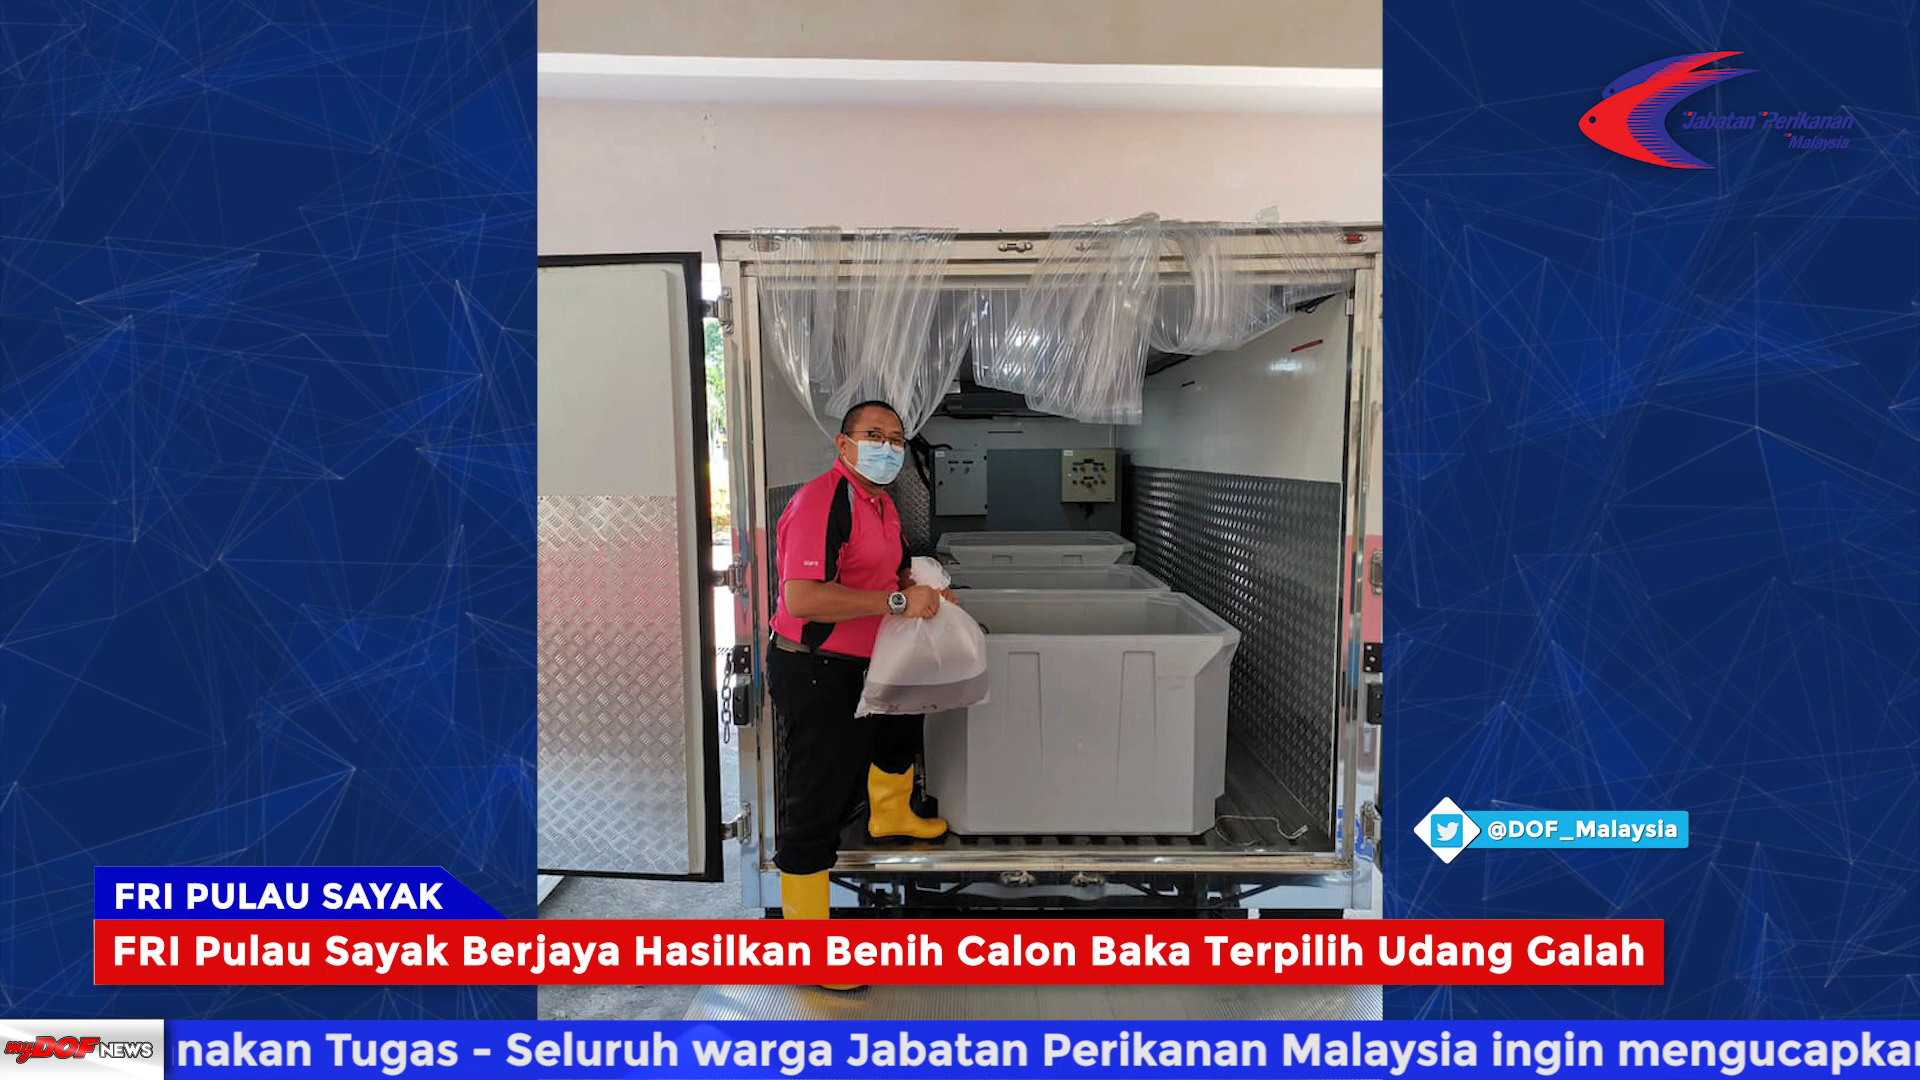 Jabatan Perikanan
Malaysia
@DOF_Malaysia
FRI PULAU SAYAK
FRI Pulau Sayak Berjaya Hasilkan Benih Calon Baka Terpilih Udang Galah
myDOF NEWS
nakan Tugas - Seluruh warga Jabatan Perikanan Malaysia ingin mengucapkan